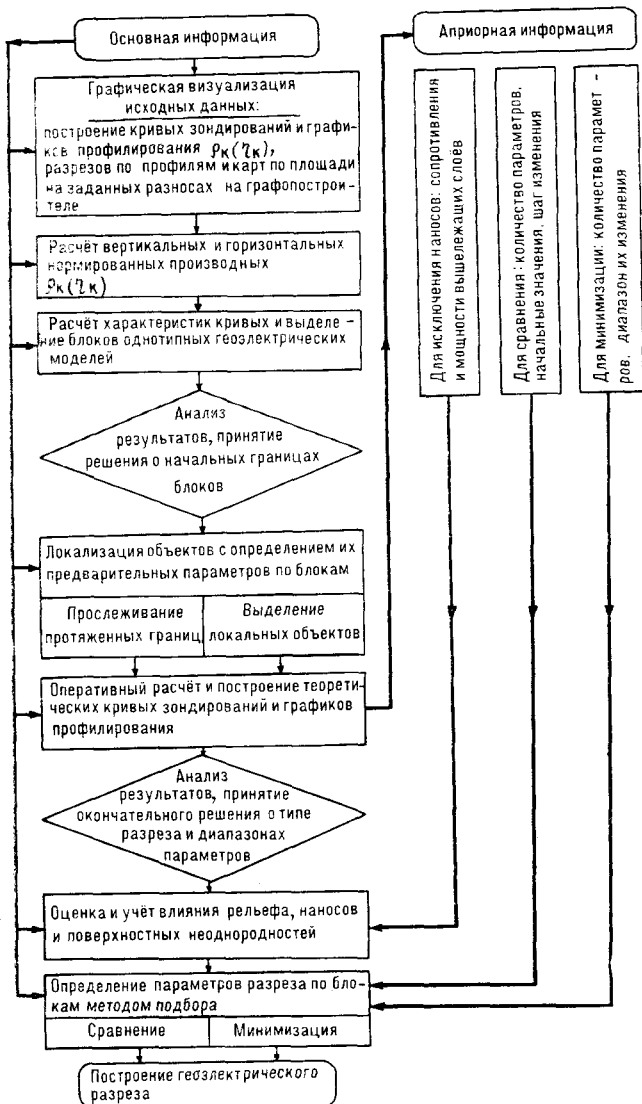 Основная информация
Априорная информация
Графическая визуализация
исходных данных:
построение кривых зондирований и графи-
ков профилирования ρк(ꞇк),
разрезов по профилям и карт по площади
на заданных разносах на графопострои-
теле
Расчёт вертикальных и горизонтальных
нормированных производных
ρк(ꞇк)
Расчёт характеристик кривых и выделе-
ние блоков однотипных геоэлектрических
моделей
Анализ
результатов, принятие
решения о начальных границах
блоков
Локализация объектов с определением их
предварительных параметров по блокам
Прослеживание
протяженных границ
Выделение
локальных объектов
Оперативный расчёт и построение теорети-
ческих кривых зондирований и графиков
профилирования
Анализ
результатов, принятие
окончательного решения о типе
разреза и диапазонах
параметров
Оценка и учёт влияния рельефа, наносов
и поверхностных неоднородностей
Определение параметров разреза по бло-
кам методом подбора
Сравнение
Минимизация
Построение геоэлектрического
разреза
Для исключения наносов: сопротивления
и мощности вышележащих слоёв
Для сравнения: количество параметров,
начальные значения, шаг изменения
Для минимизации: количество парамет-
ров, диапазон их изменения